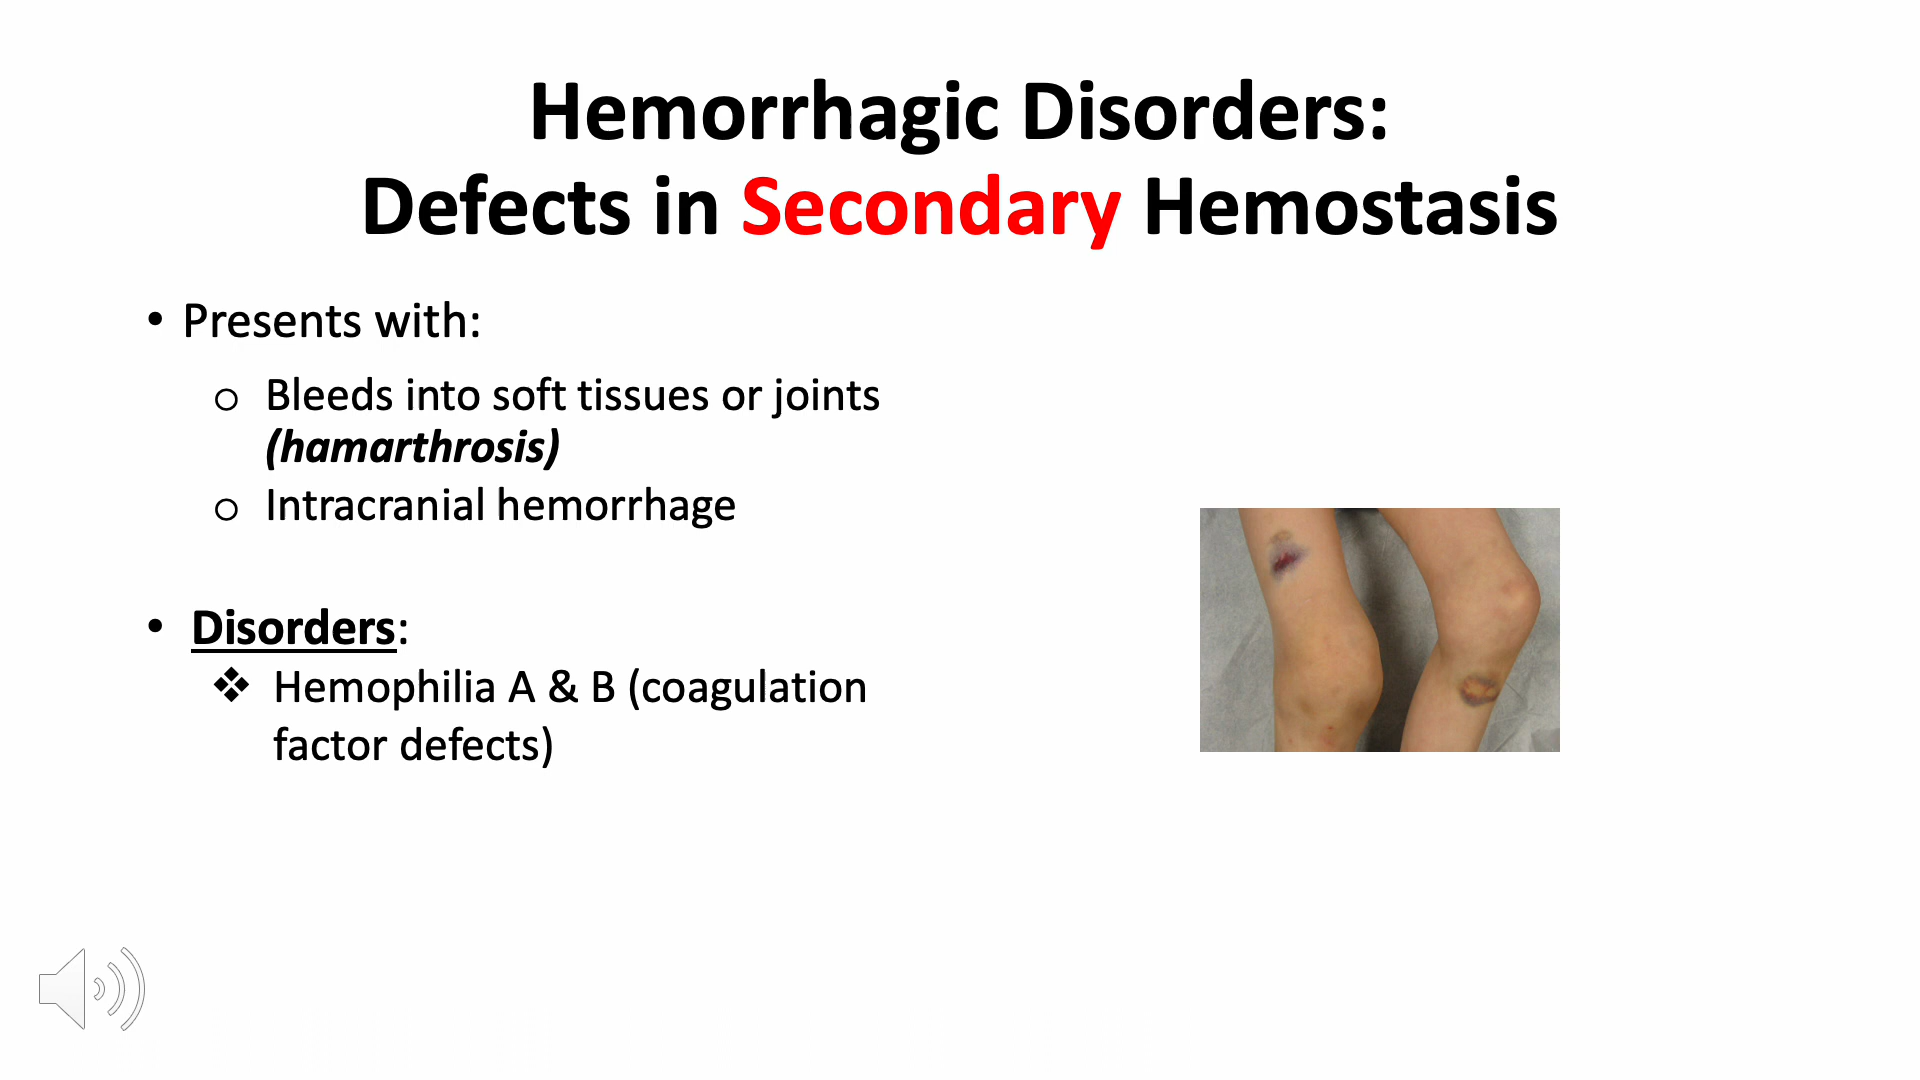 Hemorrhagic Disorders:
Defects in Secondary Hemostasis
• Presents with:
o Bleeds into soft tissues or joints
(hamarthrosis)
o Intracranial hemorrhage
• Disorders:
❖ Hemophilia A & B (coagulation
factor defects)